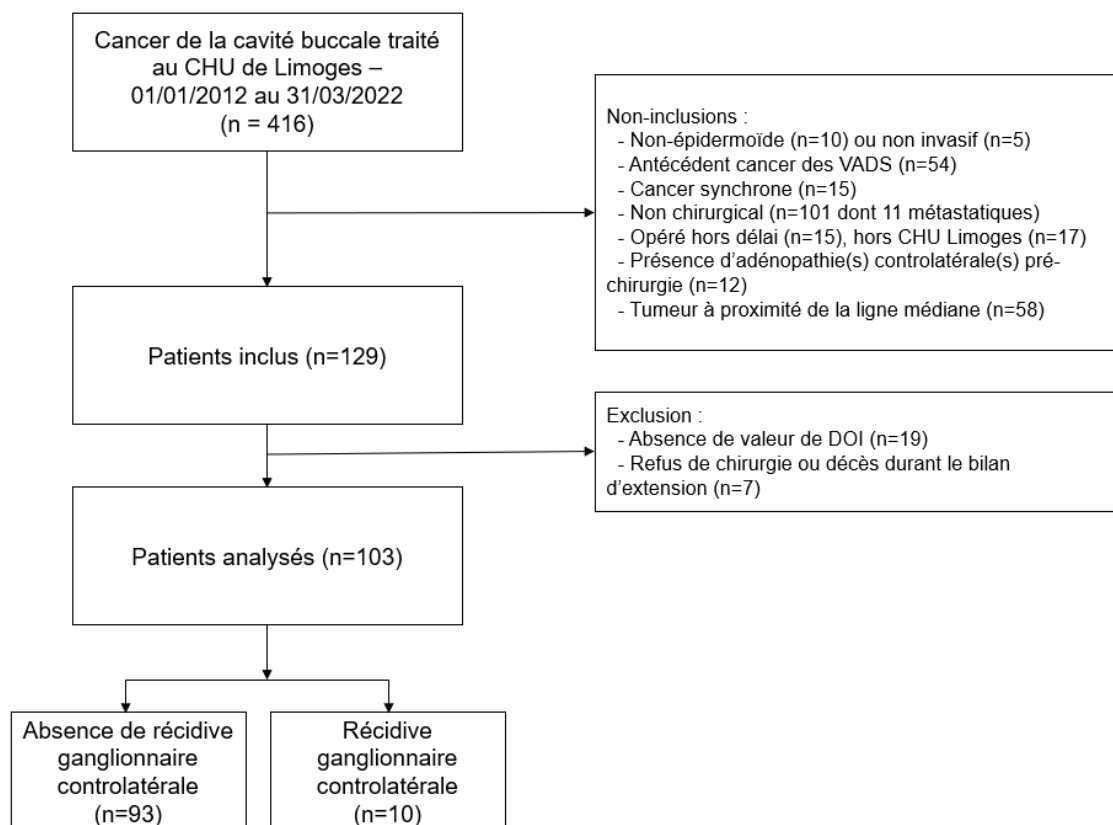 Cancer de la cavité buccale traité
au CHU de Limoges –
01/01/2012 au 31/03/2022
(n = 416)
Non-inclusions :
- Non-épidermoïde (n=10) ou non invasif (n=5)
- Antécédent cancer des VADS (n=54)
- Cancer synchrone (n=15)
- Non chirurgical (n=101 dont 11 métastatiques)
- Opéré hors délai (n=15), hors CHU Limoges (n=17)
- Présence d’adénopathie(s) controlatérale(s) pré-
chirurgie (n=12)
- Tumeur à proximité de la ligne médiane (n=58)
Patients inclus (n=129)
Exclusion :
- Absence de valeur de DOI (n=19)
- Refus de chirurgie ou décès durant le bilan
d’extension (n=7)
Patients analysés (n=103)
Absence de récidive
ganglionnaire
controlatérale
(n=93)
Récidive
ganglionnaire
controlatérale
(n=10)